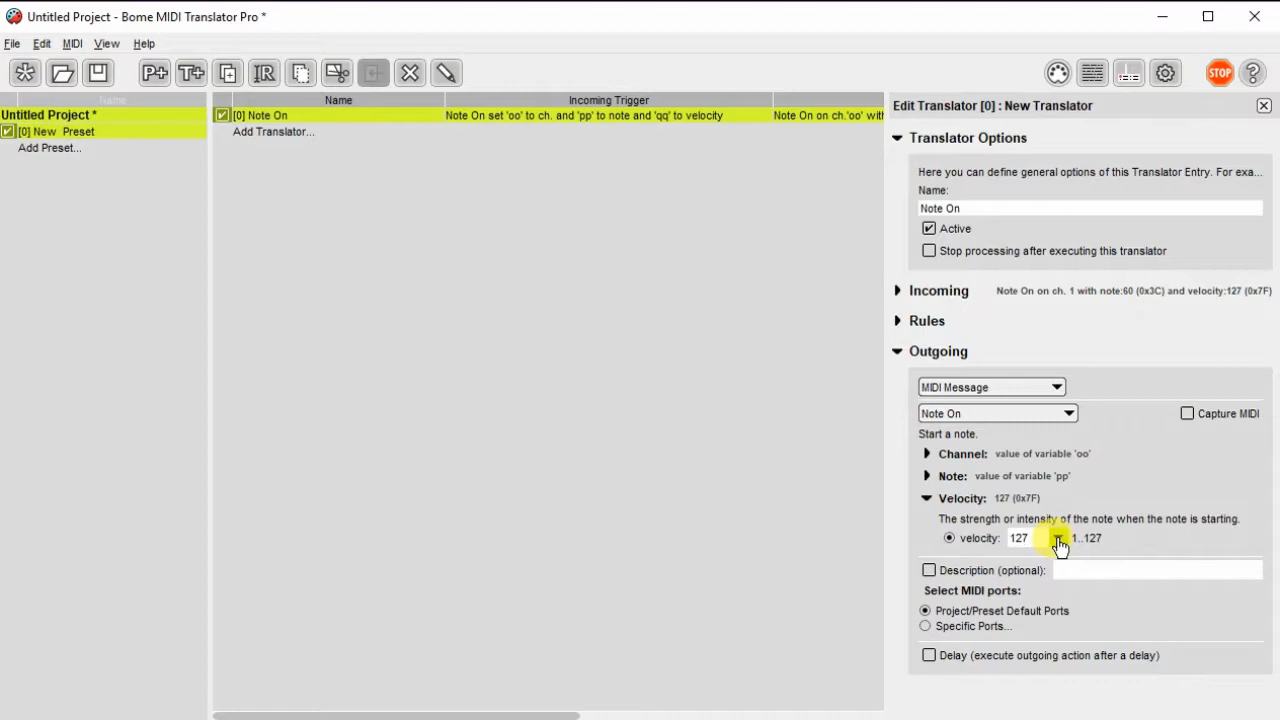 Untitled Project - Bome MIDI Translator Pro *
File Edit MIDI View Help
P+ T+ IR STOP ?
Name
Untitled Project *
[0] New Preset
Add Preset...
Name Incoming Trigger
[0] Note On Note On set 'oo' to ch. and 'pp' to note and 'qq' to velocity Note On on ch.'oo' with
Add Translator...
Edit Translator [0] : New Translator
Translator Options
Here you can define general options of this Translator Entry. For exa...
Name:
Note On
Active
Stop processing after executing this translator
Incoming Note On on ch. 1 with note:60 (0x3C) and velocity:127 (0x7F)
Rules
Outgoing
MIDI Message
Note On Capture MIDI
Start a note.
Channel: value of variable 'oo'
Note: value of variable 'pp'
Velocity: 127 (0x7F)
The strength or intensity of the note when the note is starting.
velocity: 127 1..127
Description (optional):
Select MIDI ports:
Project/Preset Default Ports
Specific Ports...
Delay (execute outgoing action after a delay)